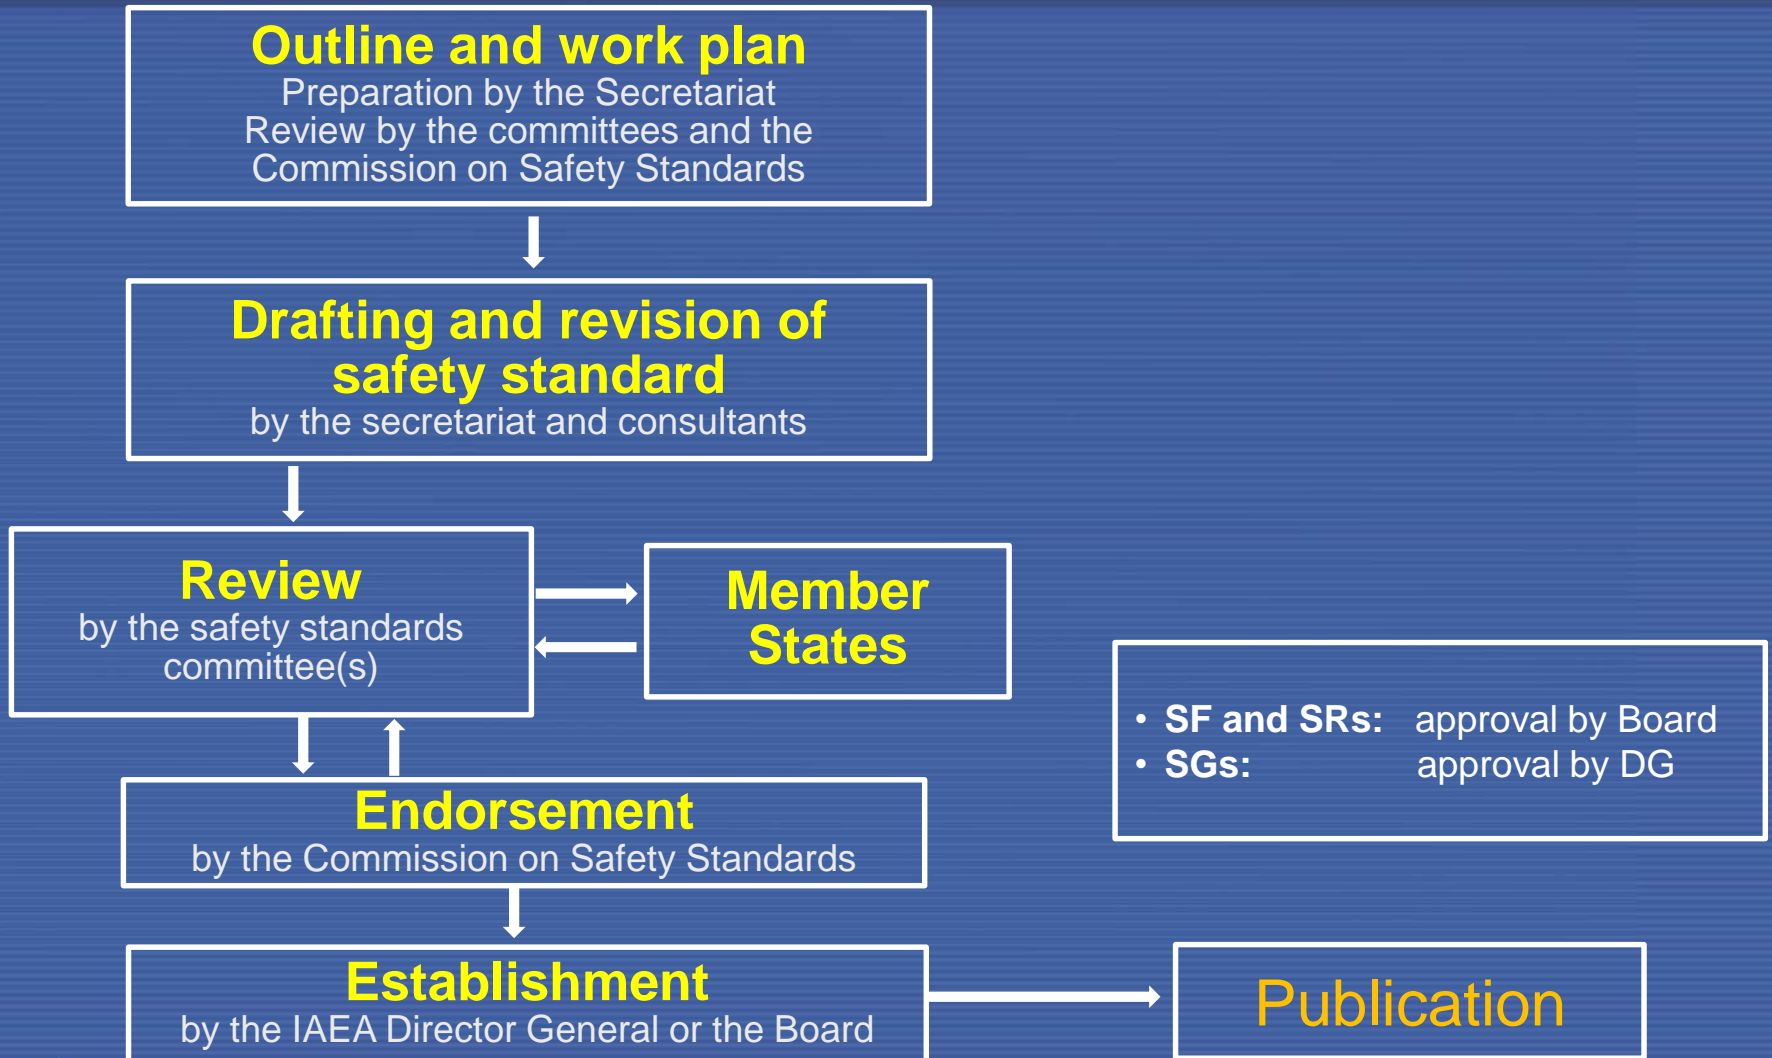 Outline and work plan
Preparation by the Secretariat
Review by the committees and the
Commission on Safety Standards
Drafting and revision of
safety standard
by the secretariat and consultants
Review
by the safety standards
committee(s)
Member
States
• SF and SRs: approval by Board
• SGs: approval by DG
Endorsement
by the Commission on Safety Standards
Establishment
by the IAEA Director General or the Board
Publication